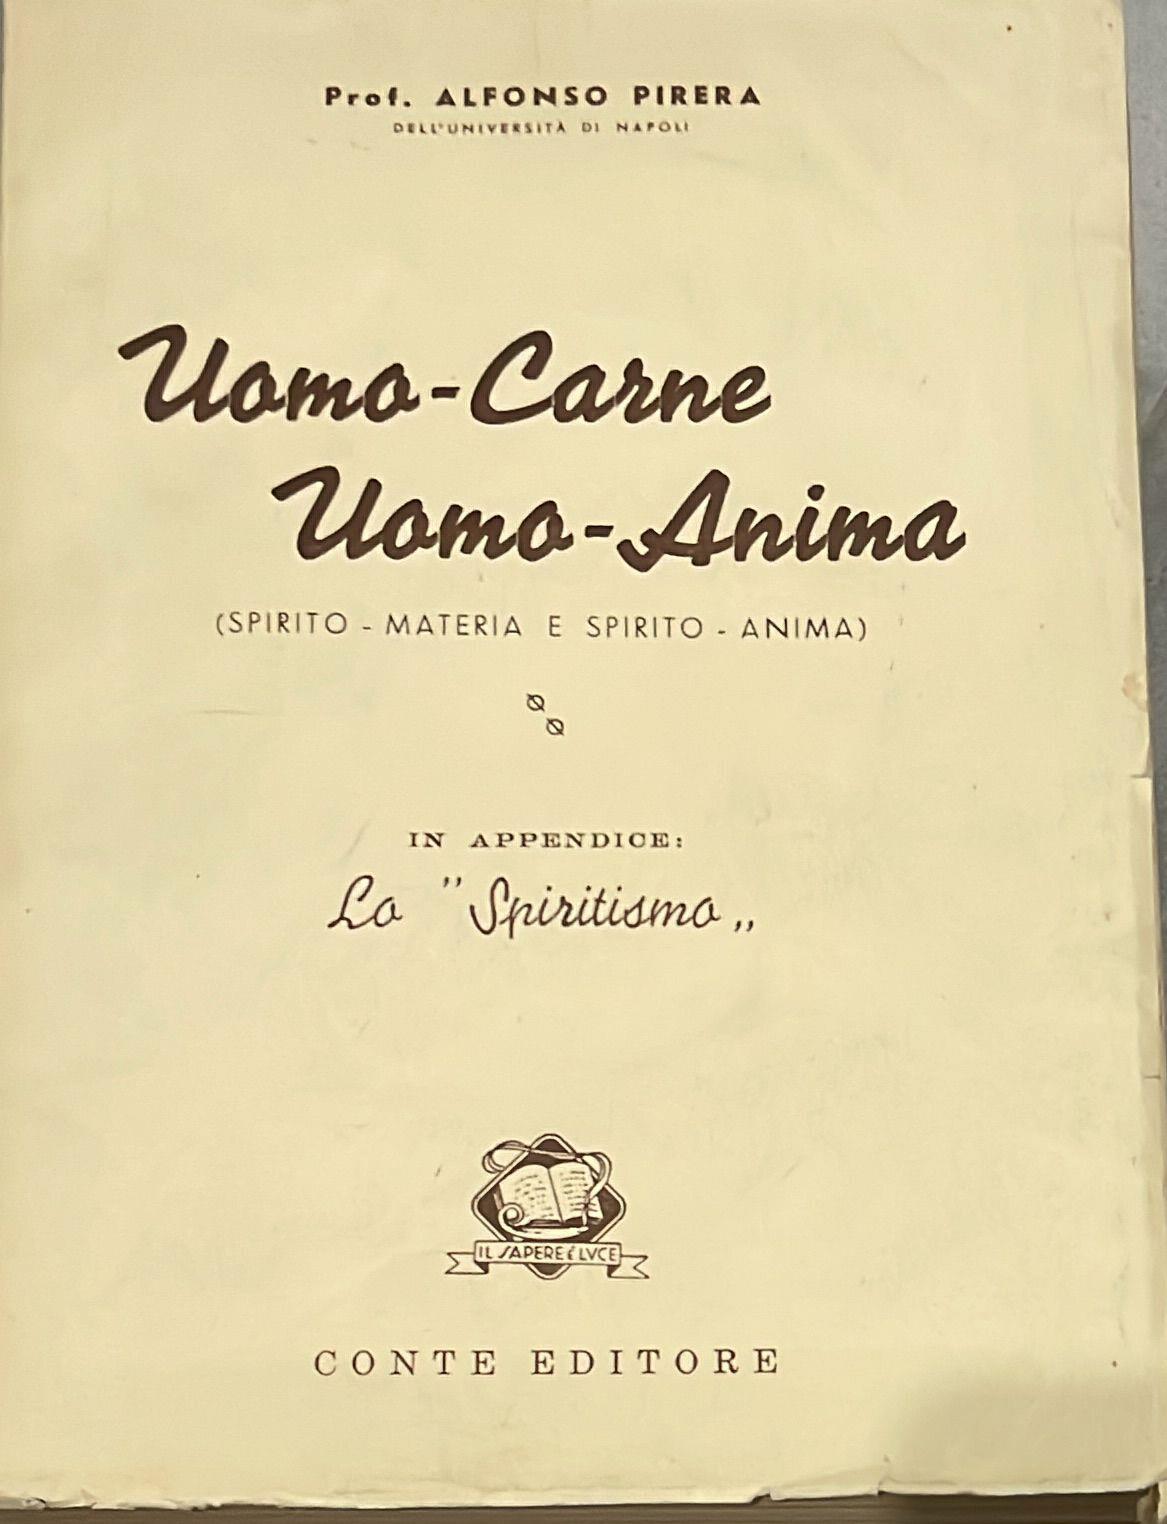 Prof. ALFONSO PIRERA
DELL'UNIVERSITÀ DI NAPOLI
Uomo-Carne
Uomo-Anima
(SPIRITO - MATERIA E SPIRITO - ANIMA)
IN APPENDICE:
Lo "Spiritismo„
IL SAPERE È LVCE
CONTE EDITORE